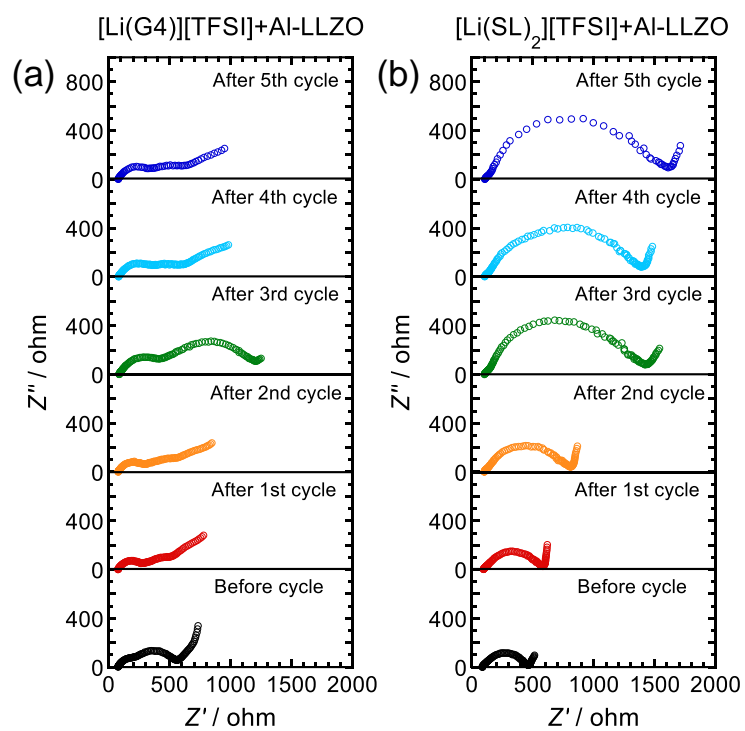 [Li(G4)][TFSI]+Al-LLZO
[Li(SL)2][TFSI]+Al-LLZO
(a)
800
After 5th cycle
400
0
After 4th cycle
400
0
After 3rd cycle
400
0
After 2nd cycle
400
0
After 1st cycle
400
0
Before cycle
400
0
Z'' / ohm
0 500 1000 1500 2000
Z' / ohm
(b)
800
After 5th cycle
400
0
After 4th cycle
400
0
After 3rd cycle
400
0
After 2nd cycle
400
0
After 1st cycle
400
0
Before cycle
400
0
Z'' / ohm
0 500 1000 1500 2000
Z' / ohm